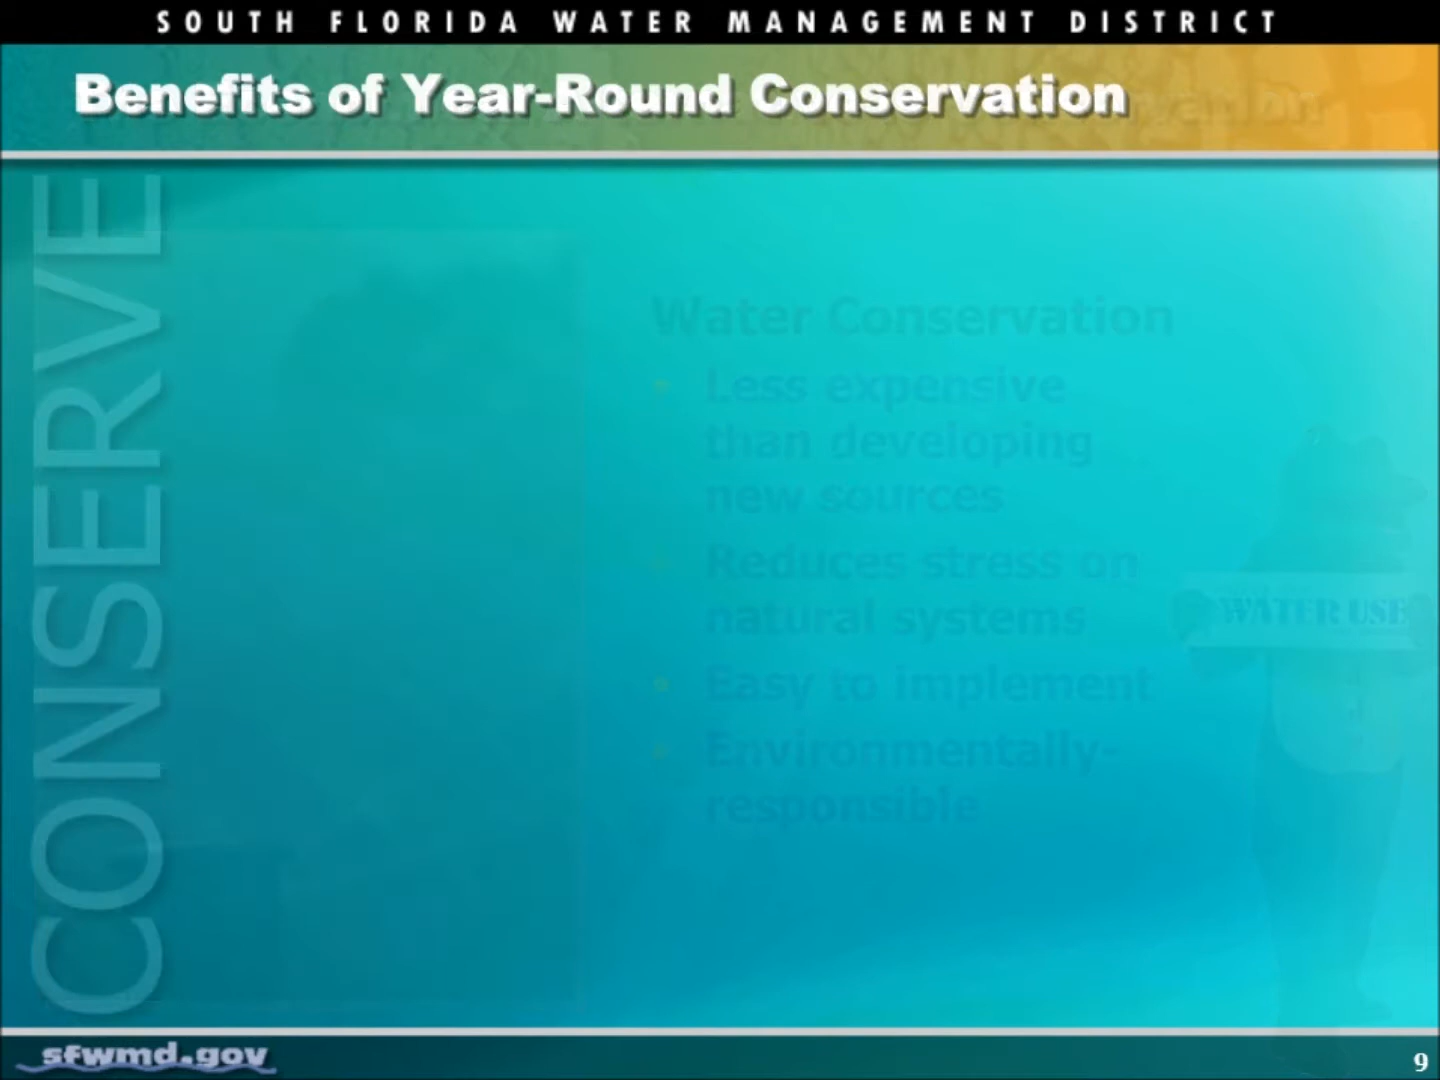 SOUTH FLORIDA WATER MANAGEMENT DISTRICT
Benefits of Year-Round Conservation
CONSERVE
Water Conservation
• Less expensive
than developing
new sources
• Reduces stress on
natural systems
• Easy to implement
• Environmentally-
responsible
WATER USE
sfwmd.gov
9